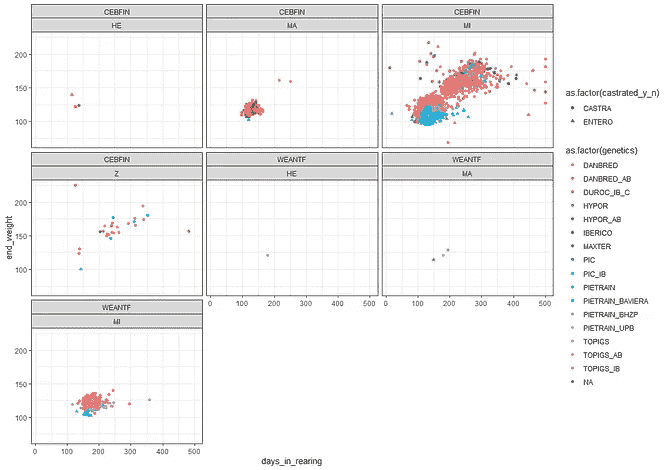 CEBFIN CEBFIN CEBFIN
HE MA MI
200
150
100
as.factor(castrated_y_n)
CASTRA
ENTERO
as.factor(genetics)
DANBRED
DANBRED_AB
DUROC_IB_C
HYPOR
HYPOR_AB
IBERICO
MAXTER
PIC
PIC_IB
PIETRAIN
PIETRAIN_BAVIERA
PIETRAIN_BHZP
PIETRAIN_UPB
TOPIGS
TOPIGS_AB
TOPIGS_IB
NA
CEBFIN WEANTF WEANTF
Z HE MA
end_weight
200
150
100
0 100 200 300 400 500 0 100 200 300 400 500
WEANTF
MI
200
150
100
0 100 200 300 400 500
days_in_rearing